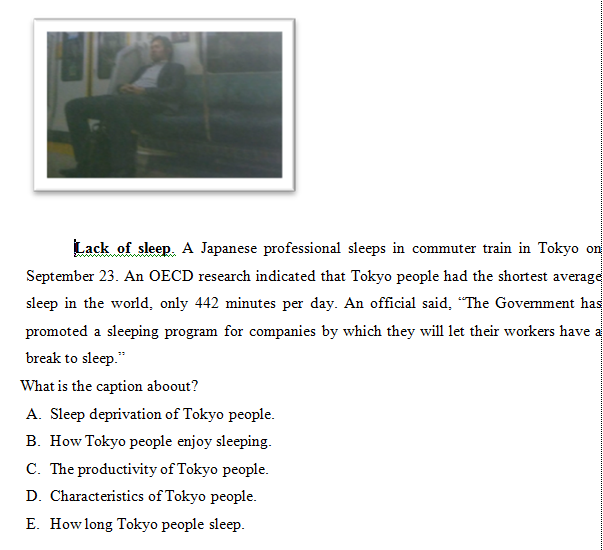 Lack of sleep. A Japanese professional sleeps in commuter train in Tokyo on
September 23. An OECD research indicated that Tokyo people had the shortest average
sleep in the world, only 442 minutes per day. An official said, “The Government has
promoted a sleeping program for companies by which they will let their workers have a
break to sleep.”
What is the caption aboout?
A. Sleep deprivation of Tokyo people.
B. How Tokyo people enjoy sleeping.
C. The productivity of Tokyo people.
D. Characteristics of Tokyo people.
E. How long Tokyo people sleep.